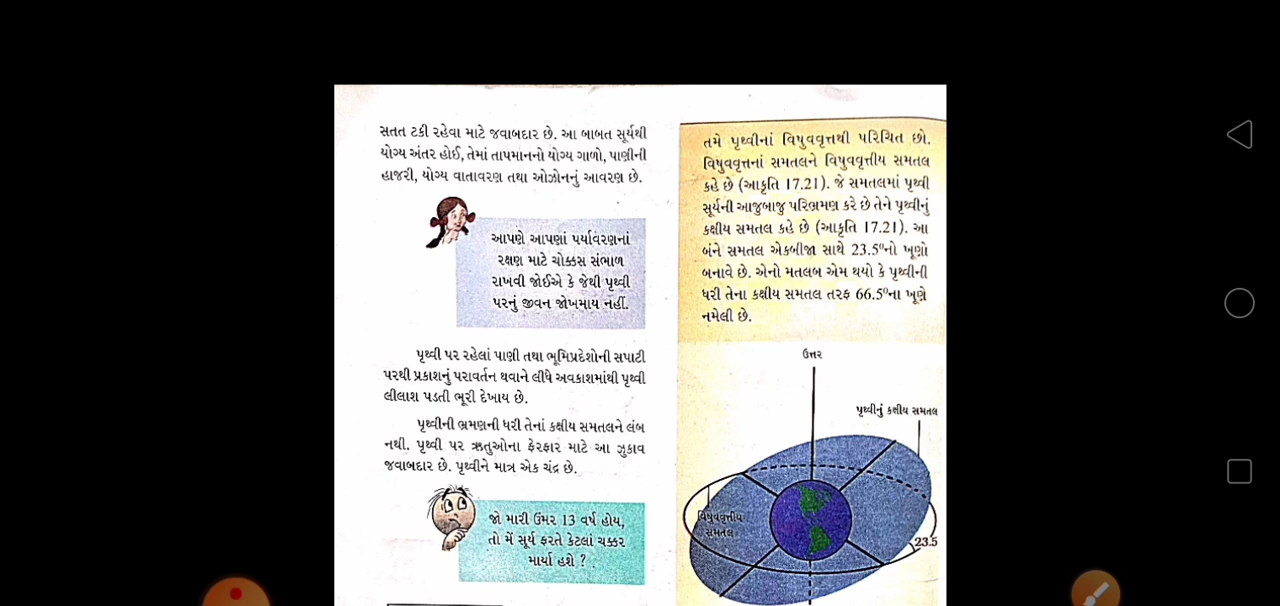 સતત ટકી રહેવા માટે જવાબદાર છે. આ બાબત સૂર્યથી
યોગ્ય અંતર હોઈ, તેમાં તાપમાનનો યોગ્ય ગાળો, પાણીની
હાજરી, યોગ્ય વાતાવરણ તથા ઓઝોનનું આવરણ છે.
આપણે આપણાં પર્યાવરણનાં
રક્ષણ માટે ચોક્કસ સંભાળ
રાખવી જોઈએ કે જેથી પૃથ્વી
પરનું જીવન જોખમાય નહીં.
પૃથ્વી પર રહેલાં પાણી તથા ભૂમિપ્રદેશોની સપાટી
પરથી પ્રકાશનું પરાવર્તન થવાને લીધે અવકાશમાંથી પૃથ્વી
લીલાશ પડતી ભૂરી દેખાય છે.
પૃથ્વીની ભ્રમણની ધરી તેનાં કક્ષીય સમતલને લંબ
નથી. પૃથ્વી પર ઋતુઓના ફેરફાર માટે આ ઝુકાવ
જવાબદાર છે. પૃથ્વીને માત્ર એક ચંદ્ર છે.
જો મારી ઉંમર 13 વર્ષ હોય,
તો મેં સૂર્ય ફરતે કેટલાં ચક્કર
માર્યા હશે ?
તમે પૃથ્વીનાં વિષુવવૃત્તથી પરિચિત છો.
વિષુવવૃત્તનાં સમતલને વિષુવવૃત્તીય સમતલ
કહે છે (આકૃતિ 17.21). જે સમતલમાં પૃથ્વી
સૂર્યની આજુબાજુ પરિભ્રમણ કરે છે તેને પૃથ્વીનું
કક્ષીય સમતલ કહે છે (આકૃતિ 17.21). આ
બંને સમતલ એકબીજા સાથે 23.5⁰નો ખૂણો
બનાવે છે. એનો મતલબ એમ થયો કે પૃથ્વીની
ધરી તેના કક્ષીય સમતલ તરફ 66.5⁰ના ખૂણે
નમેલી છે.
ઉત્તર
પૃથ્વીનું કક્ષીય સમતલ
વિષુવવૃત્તીય
સમતલ
23.5